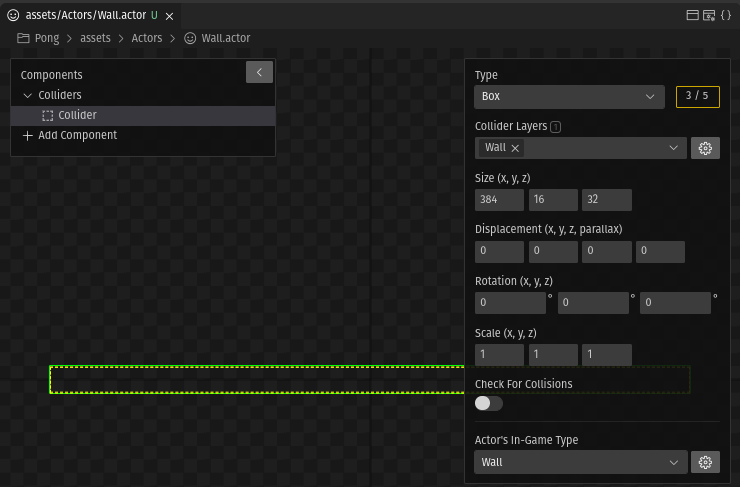 assets/Actors/Wall.actor U
Pong > assets > Actors > Wall.actor
Components
Colliders
Collider
Add Component
Type
Box
3 / 5
Collider Layers 1
Wall
Size (x, y, z)
384 16 32
Displacement (x, y, z, parallax)
0 0 0 0
Rotation (x, y, z)
0 ° 0 ° 0 °
Scale (x, y, z)
1 1 1
Check For Collisions
Actor's In-Game Type
Wall